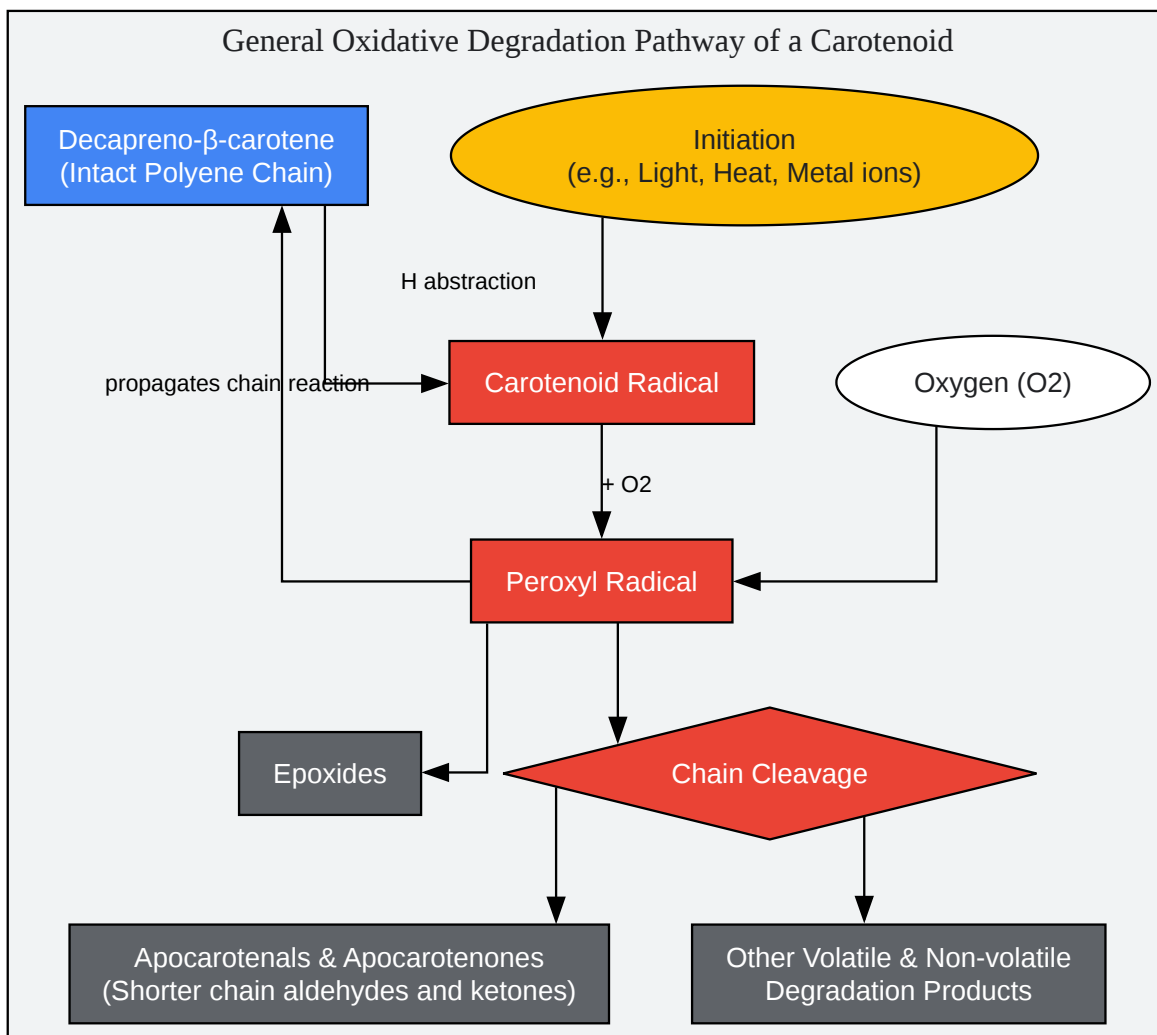 General Oxidative Degradation Pathway of a Carotenoid
Decapreno-β-carotene
(Intact Polyene Chain)
Initiation
(e.g., Light, Heat, Metal ions)
H abstraction
propagates chain reaction
Carotenoid Radical
Oxygen (O2)
+ O2
Peroxyl Radical
Epoxides
Chain Cleavage
Apocarotenals & Apocarotenones
(Shorter chain aldehydes and ketones)
Other Volatile & Non-volatile
Degradation Products